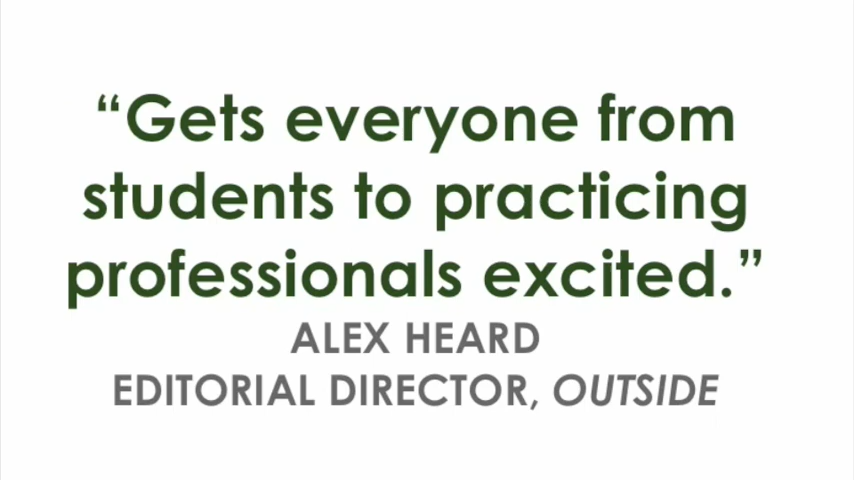 “Gets everyone from
students to practicing
professionals excited.”
ALEX HEARD
EDITORIAL DIRECTOR, OUTSIDE